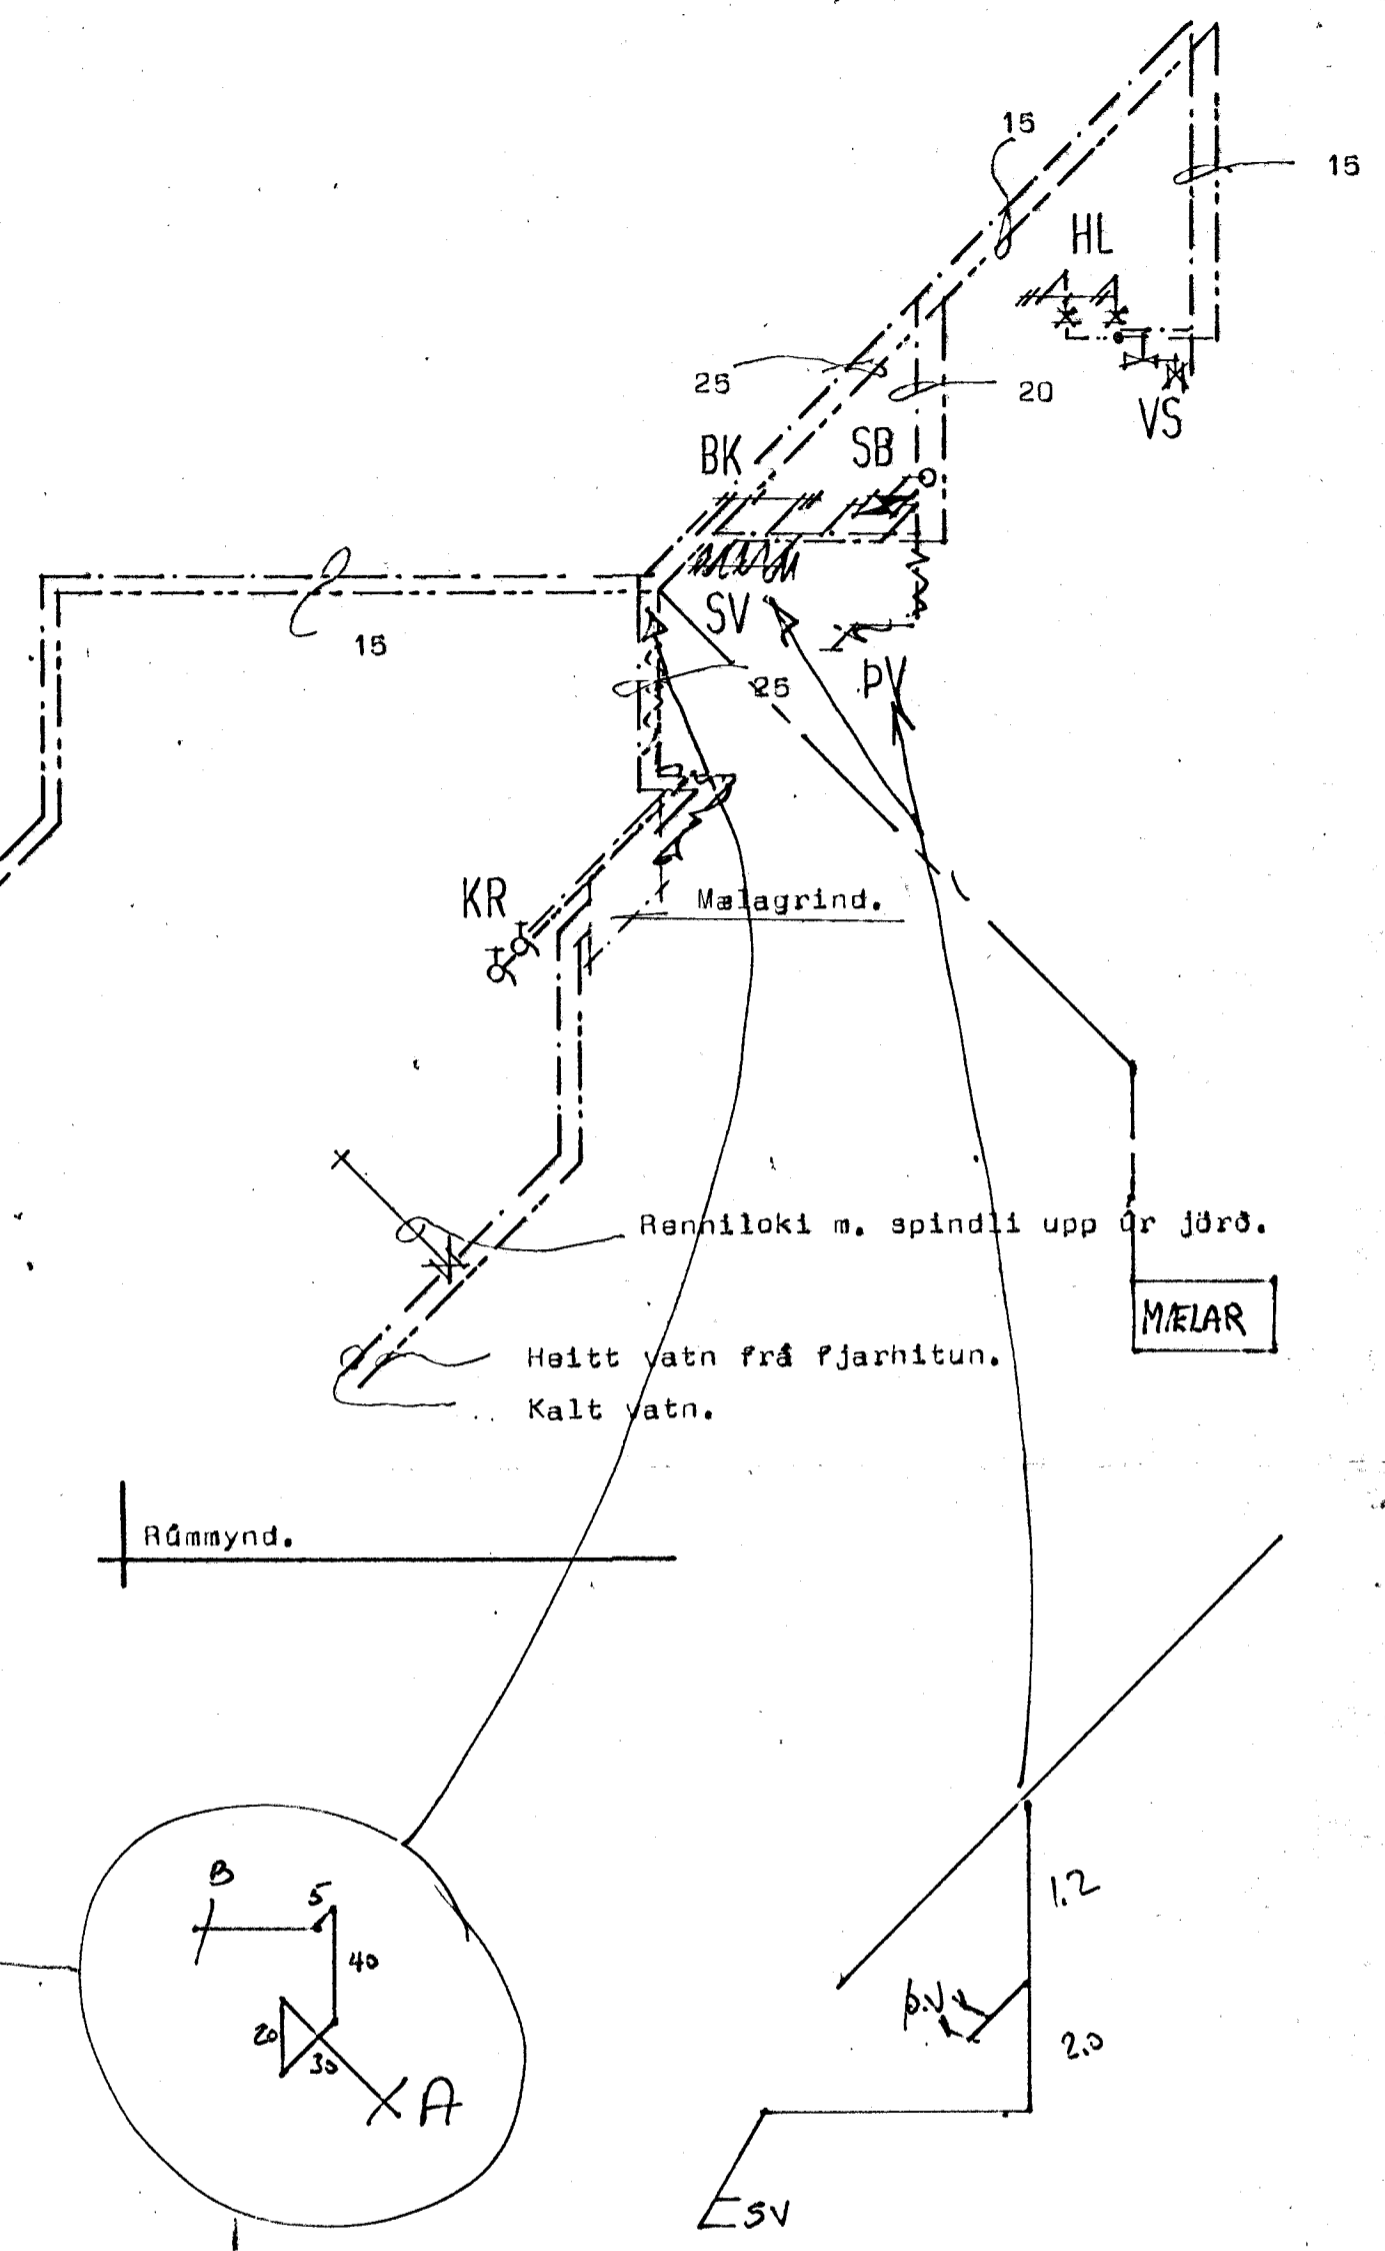 15
15
HL
25
20
VS
BK
SB
SV
15
25
ÞV
KR
Mælagrind.
Renniloki m. spindli upp úr jörð.
MÆLAR
Heitt vatn frá fjarhitun.
Kalt vatn.
Rúmmynd.
B
5
40
20
30
A
1.2
þ.V
2.0
SV